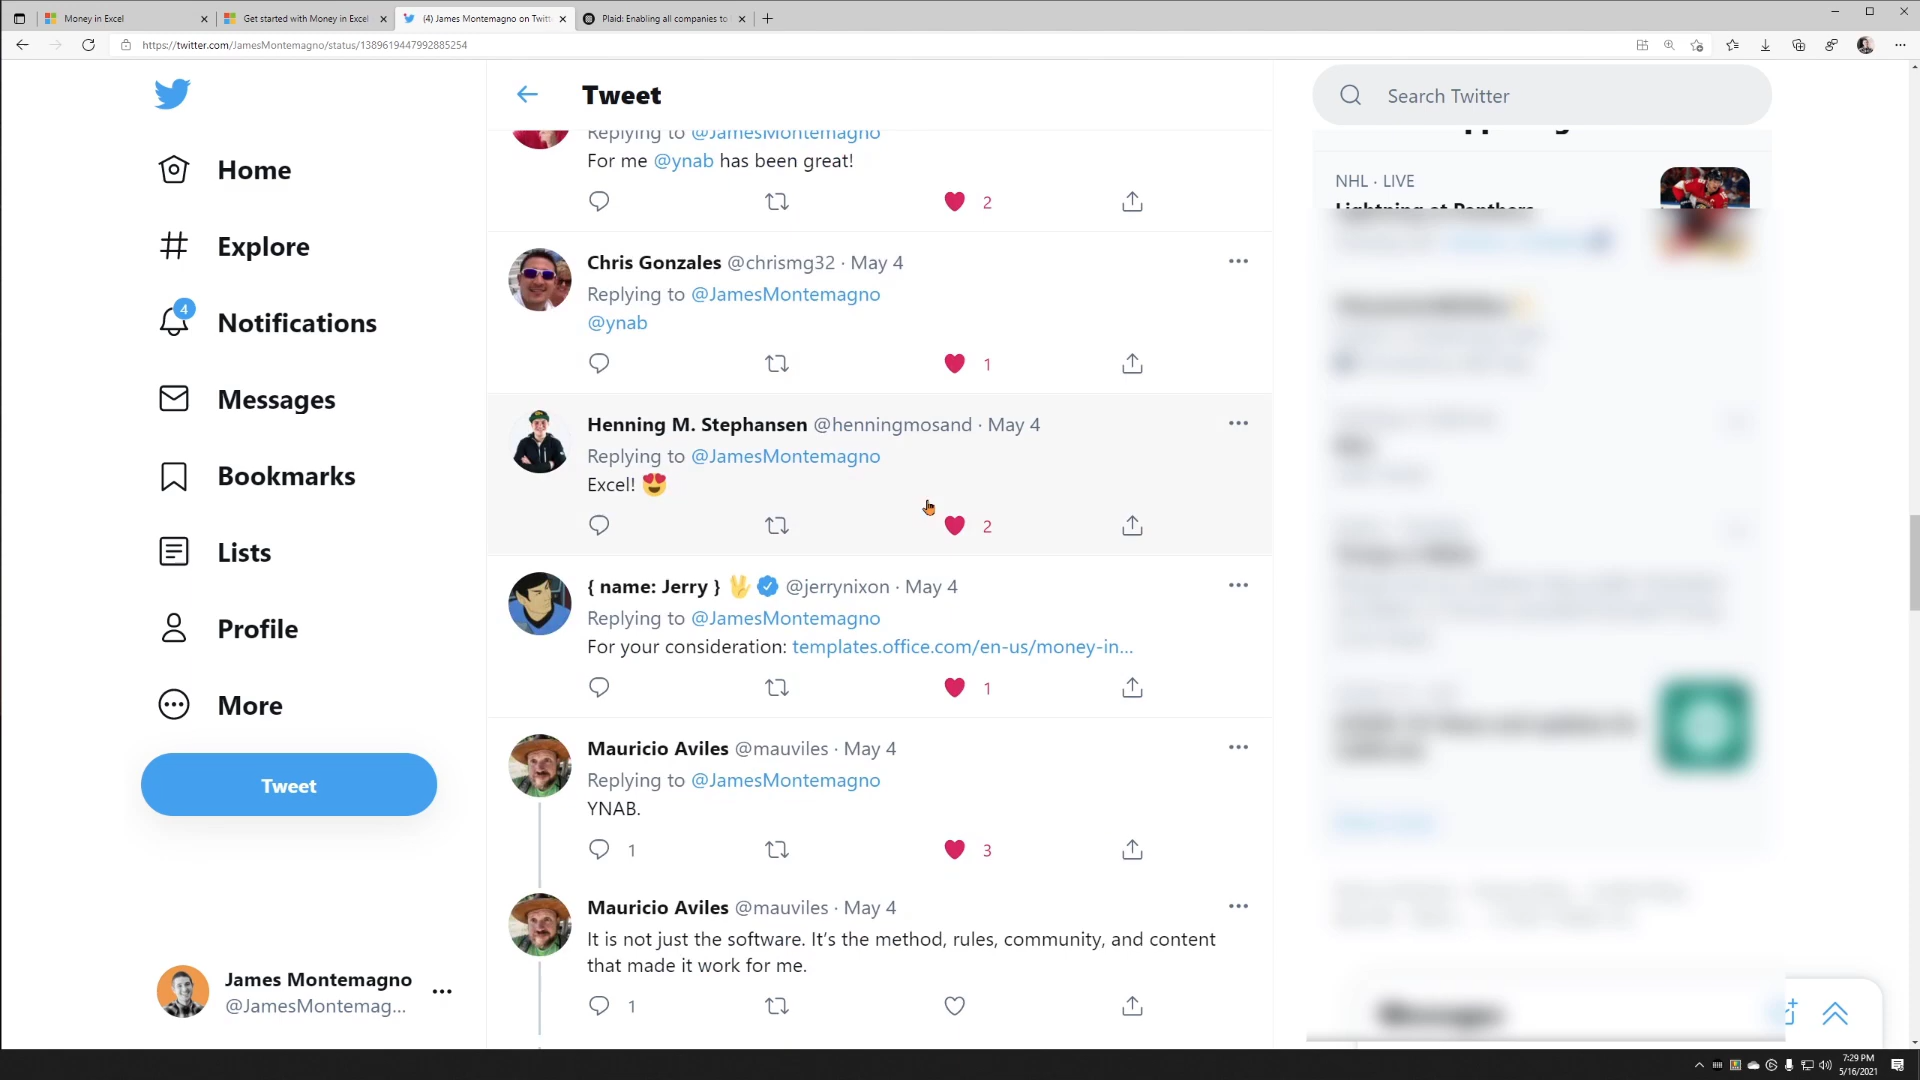 Money in Excel
Get started with Money in Excel
(4) James Montemagno on Twitt
Plaid: Enabling all companies to
https://twitter.com/JamesMontemagno/status/1389619447992885254
Home
Explore
4
Notifications
Messages
Bookmarks
Lists
Profile
More
Tweet
James Montemagno
@JamesMontemag...
Tweet
Replying to @JamesMontemagno
For me @ynab has been great!
2
Chris Gonzales @chrismg32 · May 4
Replying to @JamesMontemagno
@ynab
1
Henning M. Stephansen @henningmosand · May 4
Replying to @JamesMontemagno
Excel! 😍
2
{ name: Jerry } 🖖 @jerrynixon · May 4
Replying to @JamesMontemagno
For your consideration: templates.office.com/en-us/money-in...
1
Mauricio Aviles @mauviles · May 4
Replying to @JamesMontemagno
YNAB.
1 3
Mauricio Aviles @mauviles · May 4
It is not just the software. It's the method, rules, community, and content
that made it work for me.
1
Search Twitter
NHL · LIVE
Lightning at Panthers
7:29 PM
5/16/2021